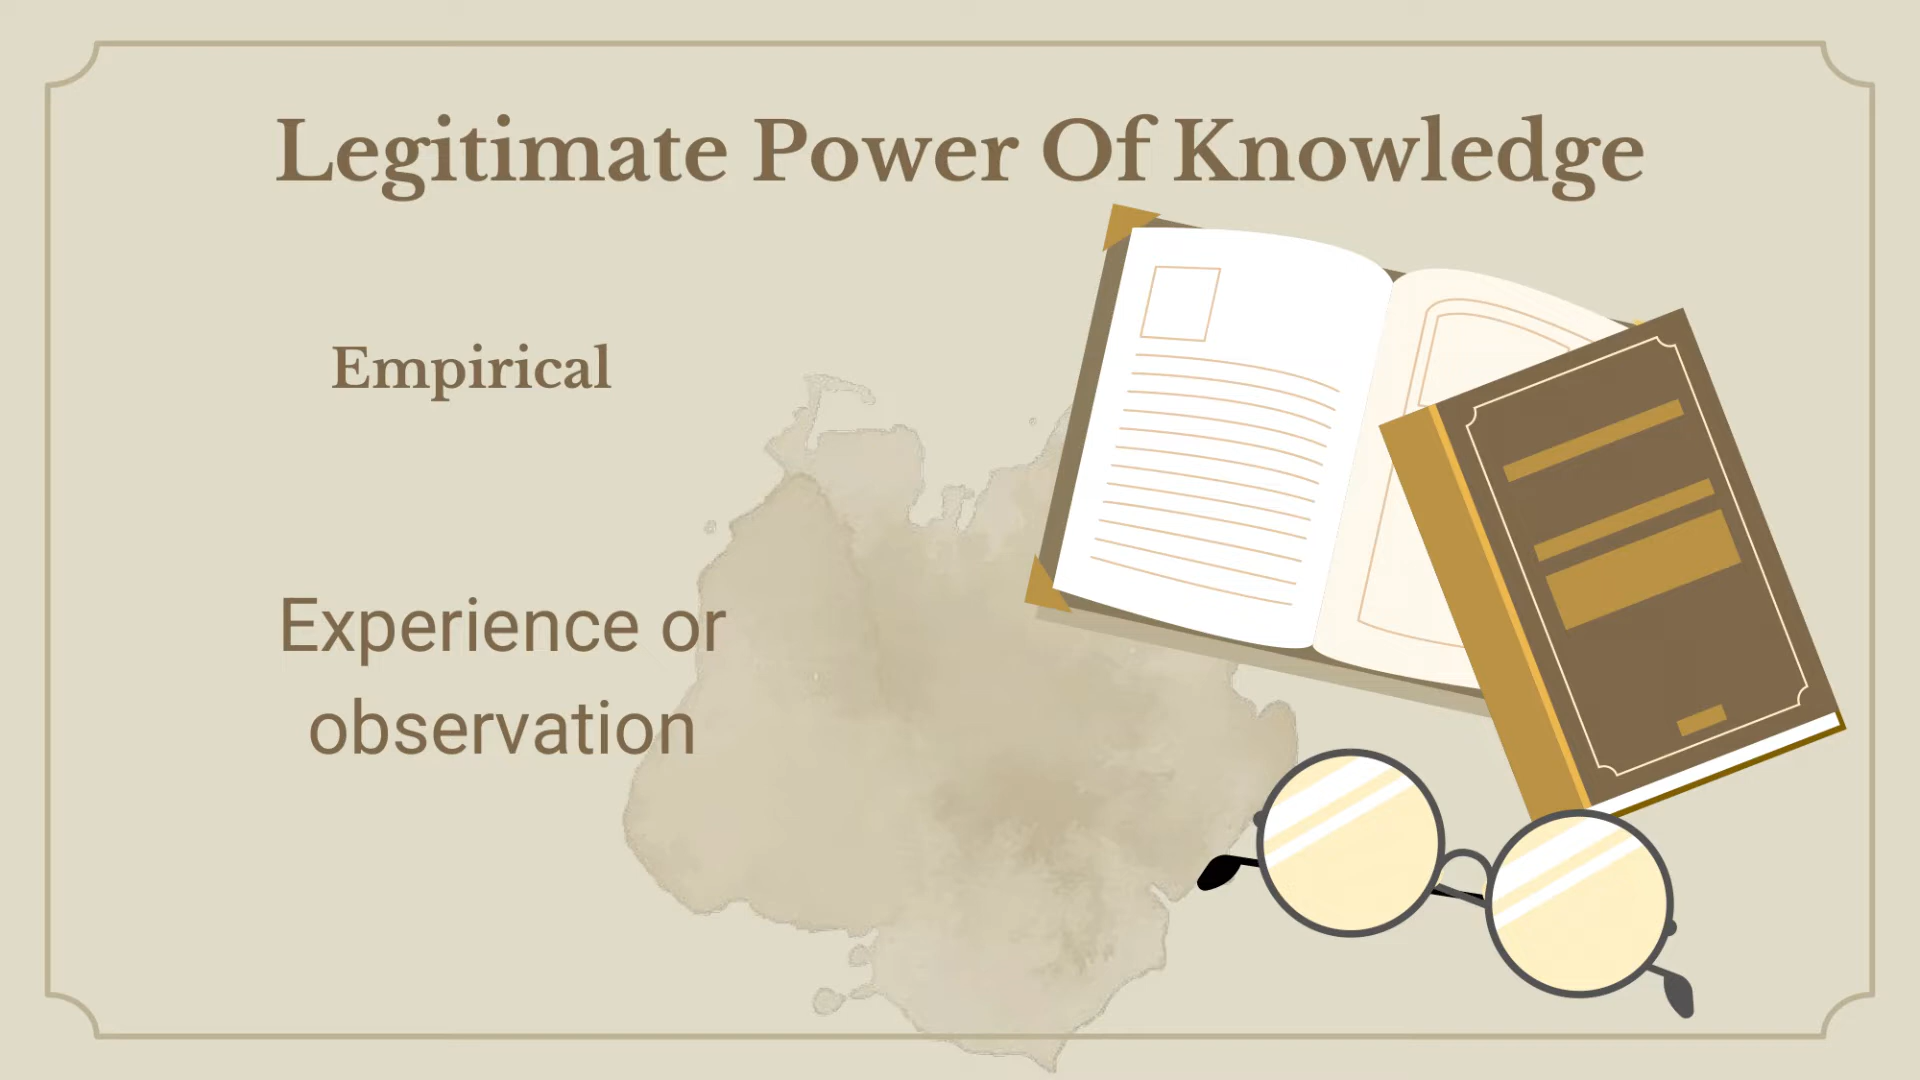 Legitimate Power Of Knowledge
Empirical
Experience or
observation